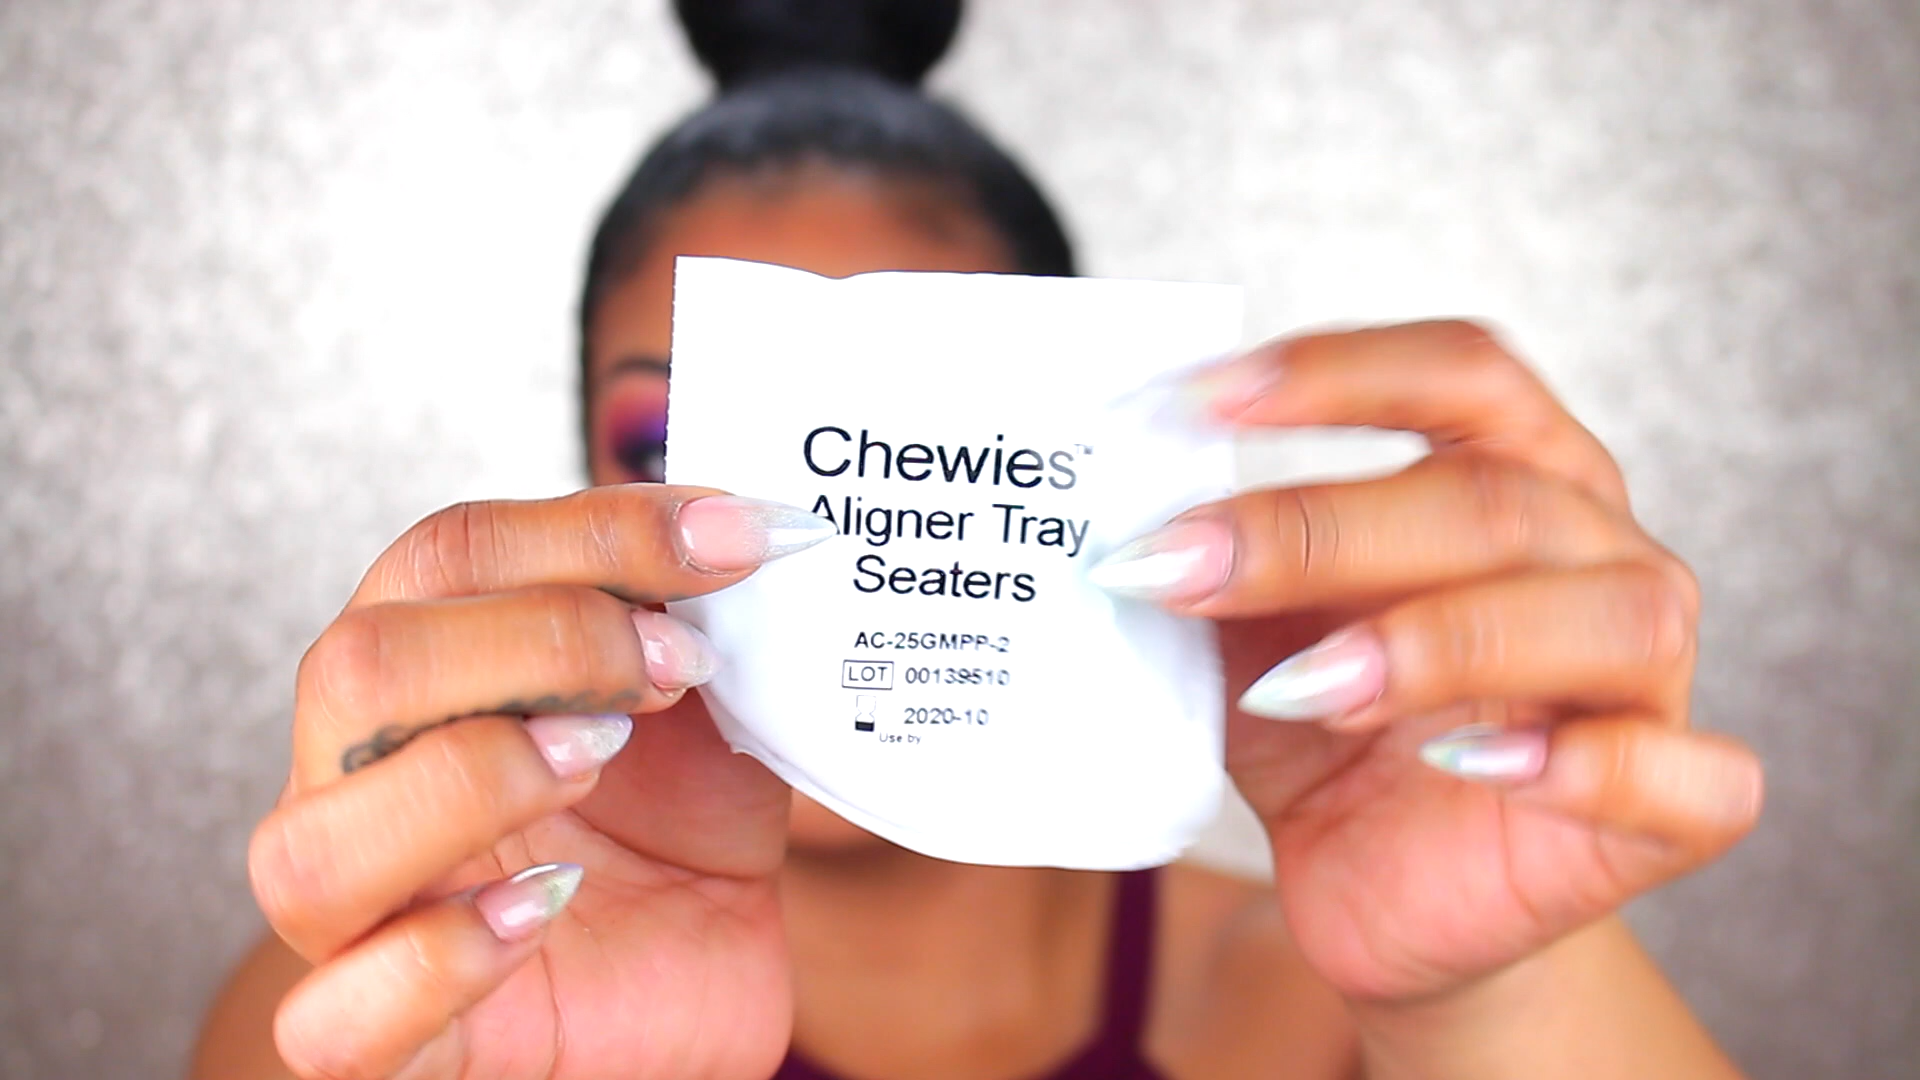 Chewies™
Aligner Tray
Seaters
AC-25GMPP-2
LOT 00139510
2020-10
Use by